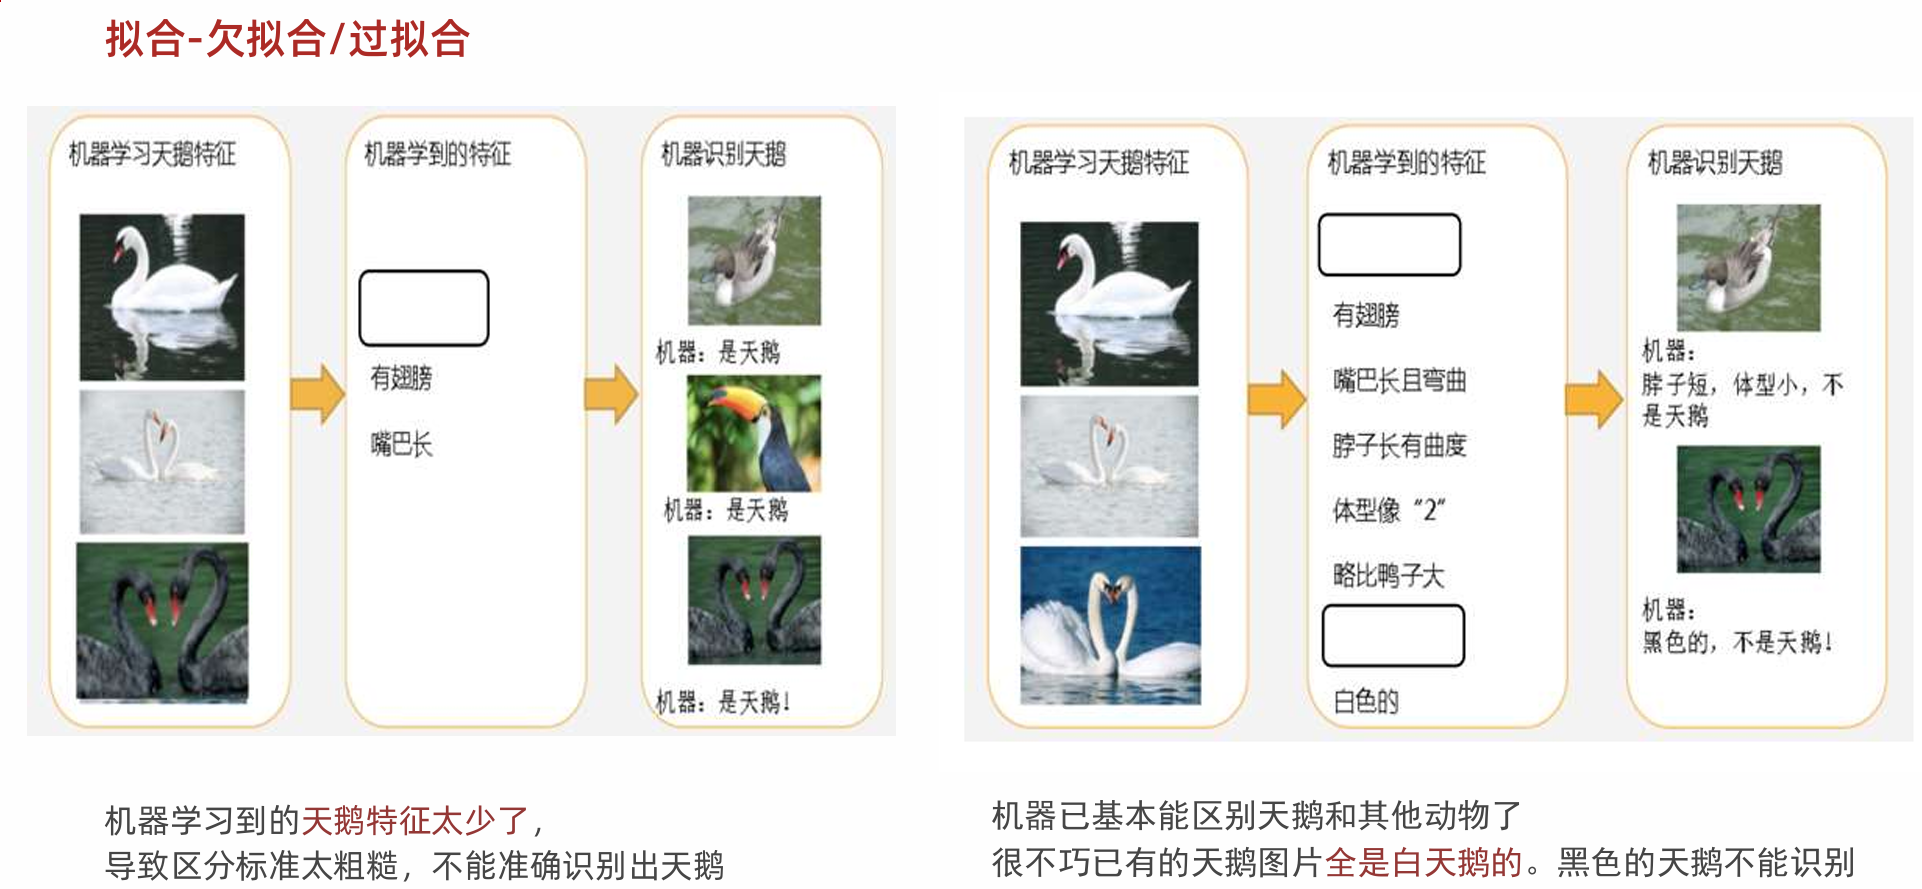 拟合-欠拟合/过拟合
机器学习天鹅特征
机器学到的特征
有翅膀
嘴巴长
机器识别天鹅
机器：是天鹅
机器：是天鹅
机器：是天鹅！
机器学习到的天鹅特征太少了，
导致区分标准太粗糙，不能准确识别出天鹅
机器学习天鹅特征
机器学到的特征
有翅膀
嘴巴长且弯曲
脖子长有曲度
体型像“2”
略比鸭子大
白色的
机器识别天鹅
机器：
脖子短，体型小，不
是天鹅
机器：
黑色的，不是天鹅！
机器已基本能区别天鹅和其他动物了
很不巧已有的天鹅图片全是白天鹅的。黑色的天鹅不能识别